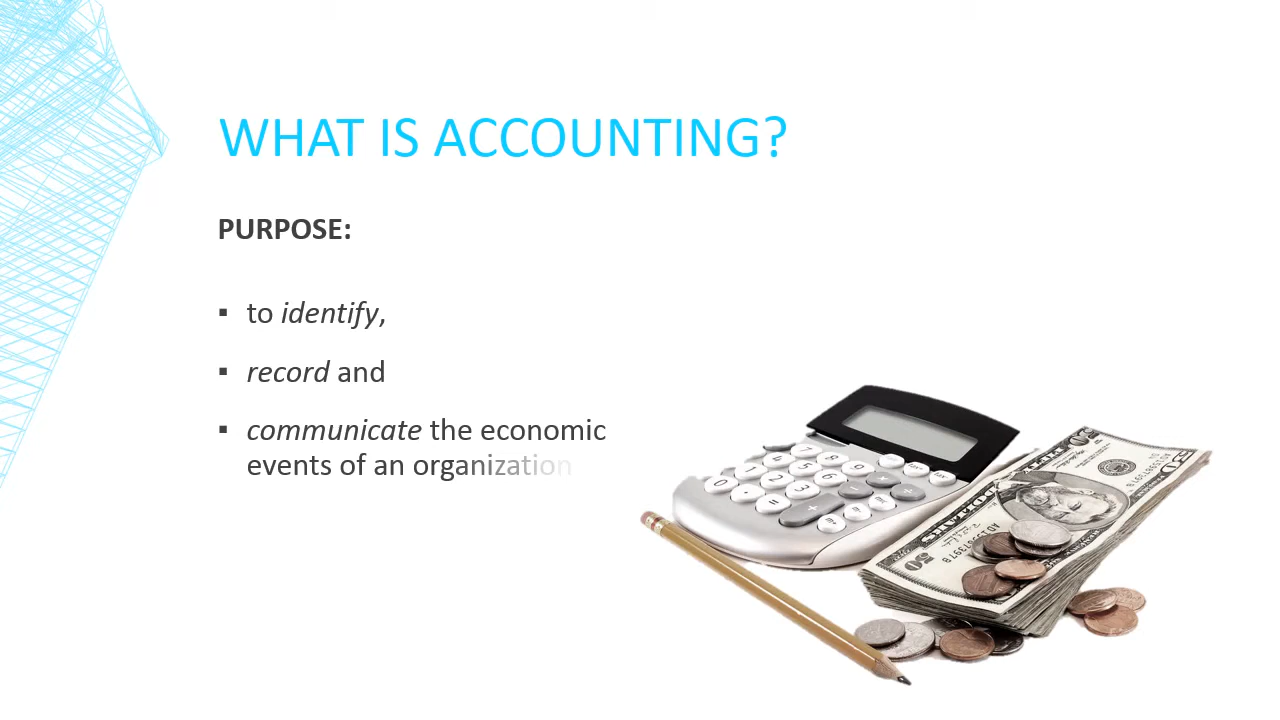 WHAT IS ACCOUNTING?
PURPOSE:
▪ to identify,
▪ record and
▪ communicate the economic
events of an organization